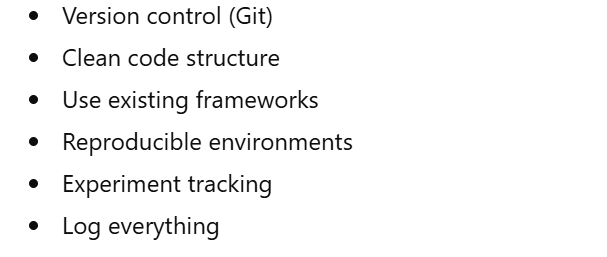 • Version control (Git)
• Clean code structure
• Use existing frameworks
• Reproducible environments
• Experiment tracking
• Log everything